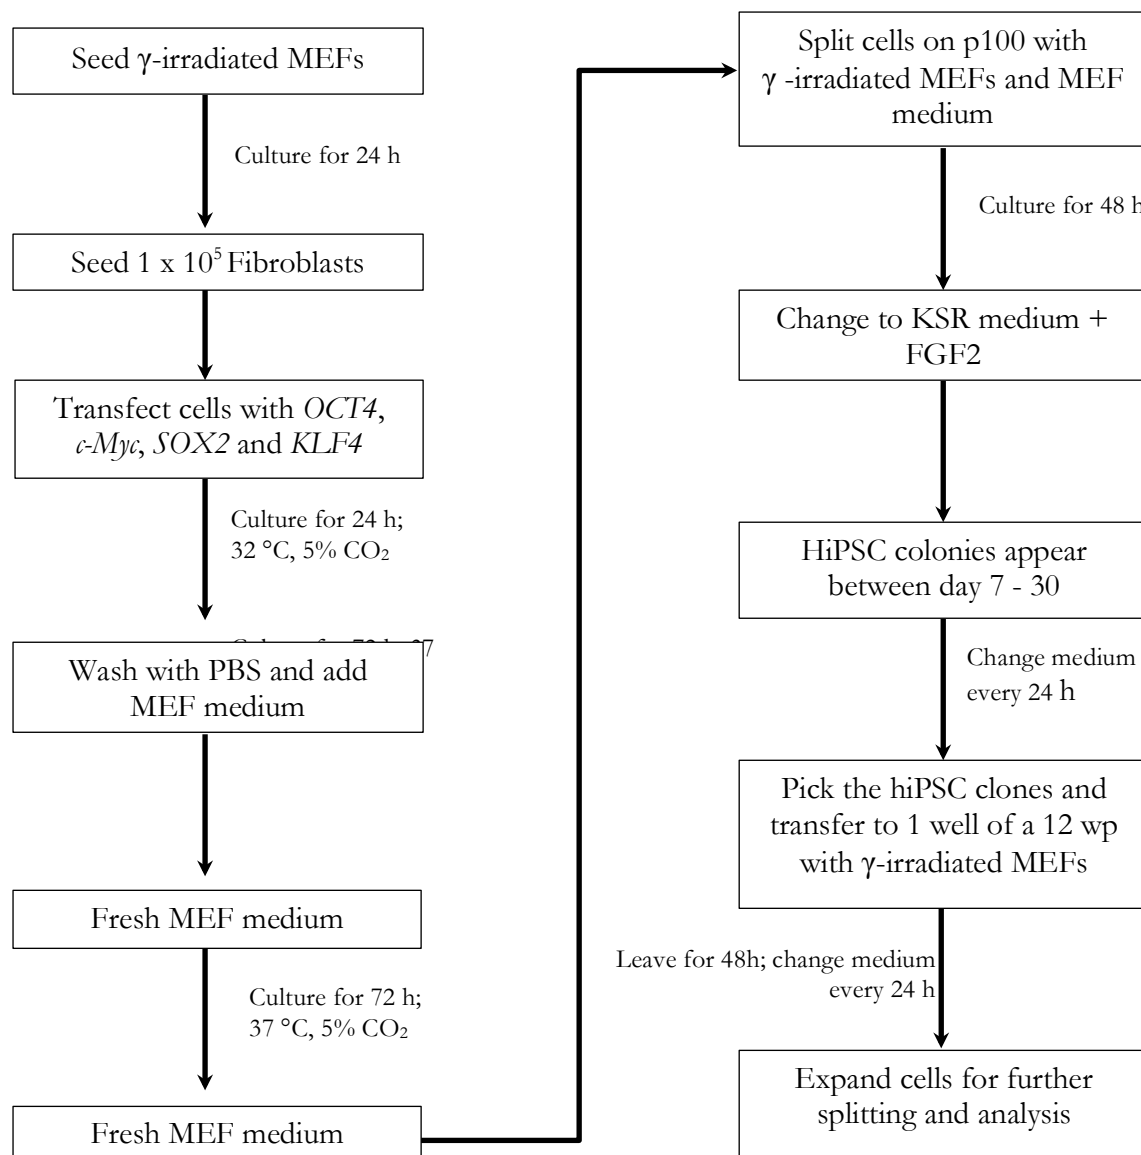 Seed γ-irradiated MEFs
Culture for 24 h
Seed 1 x 10⁵ Fibroblasts
Transfect cells with OCT4,
c-Myc, SOX2 and KLF4
Culture for 24 h;
32 °C, 5% CO₂
Wash with PBS and add
MEF medium
Fresh MEF medium
Culture for 72 h;
37 °C, 5% CO₂
Fresh MEF medium
Split cells on p100 with
γ -irradiated MEFs and MEF
medium
Culture for 48 h
Change to KSR medium +
FGF2
HiPSC colonies appear
between day 7 - 30
Change medium
every 24 h
Pick the hiPSC clones and
transfer to 1 well of a 12 wp
with γ-irradiated MEFs
Leave for 48h; change medium
every 24 h
Expand cells for further
splitting and analysis